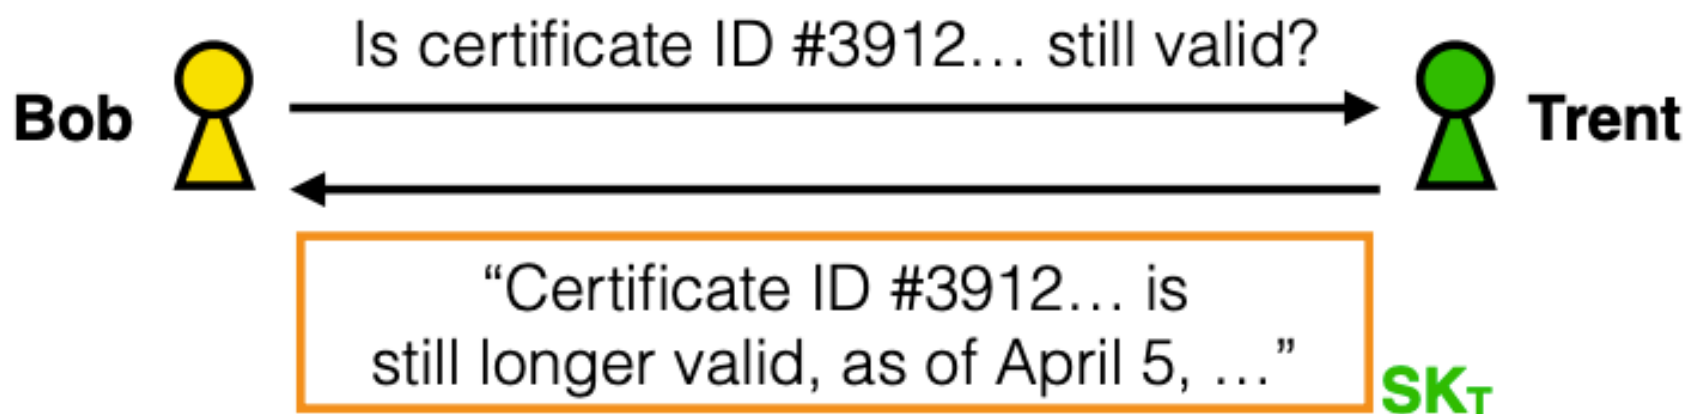 Is certificate ID #3912… still valid?
Bob
Trent
“Certificate ID #3912… is
still longer valid, as of April 5, …”
SKT